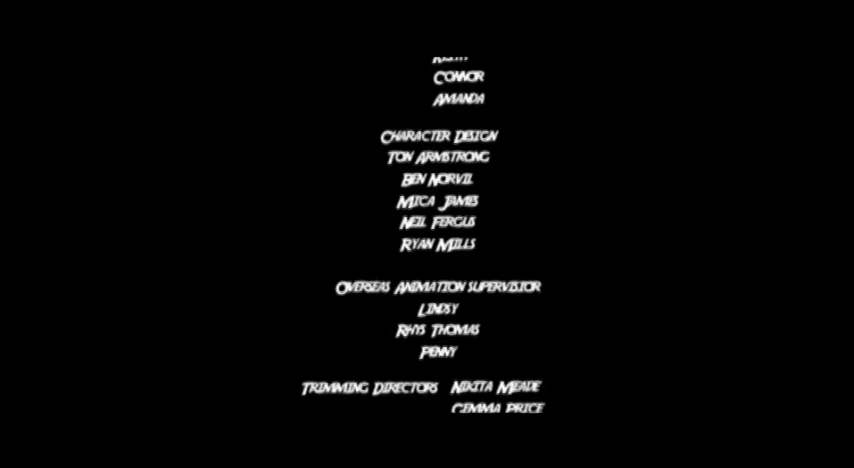 Connor
Amanda
Character Design
Ton Armstrong
Ben Norvil
Mica James
Neil Fergus
Ryan Mills
Overseas Animation supervisior
Lindsy
Rhys Thomas
Penny
Trimming Directors Nikita Meade
Gemma Price